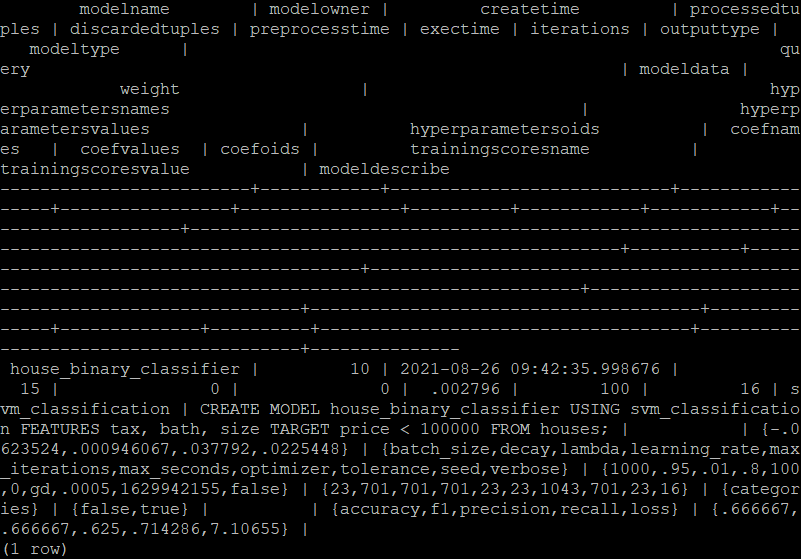 modelname | modelowner | createtime | processedtu
ples | discardedtuples | preprocesstime | exectime | iterations | outputtype |
modeltype | qu
ery | modeldata |
weight | hyp
erparametersnames | hyperp
arametersvalues | hyperparametersoids | coefnam
es | coefvalues | coefoids | trainingscoresname |
trainingscoresvalue | modeldescribe
-------------------------+------------+----------------------------+------------
-----+-----------------+----------------+----------+------------+------------+--
------------------+-------------------------------------------------------------
--------------------------------------------------------------+-----------+-----
------------------------------------+-------------------------------------------
----------------------------------------------------------+---------------------
------------------------------+---------------------------------------+---------
-----+--------------+----------+-------------------------------------+----------
------------------------------+---------------
house_binary_classifier | 10 | 2021-08-26 09:42:35.998676 |
15 | 0 | 0 | .002796 | 100 | 16 | s
vm_classification | CREATE MODEL house_binary_classifier USING svm_classificatio
n FEATURES tax, bath, size TARGET price < 100000 FROM houses; | | {-.0
623524,.000946067,.037792,.0225448} | {batch_size,decay,lambda,learning_rate,max
_iterations,max_seconds,optimizer,tolerance,seed,verbose} | {1000,.95,.01,.8,100
,0,gd,.0005,1629942155,false} | {23,701,701,701,23,23,1043,701,23,16} | {categor
ies} | {false,true} | | {accuracy,f1,precision,recall,loss} | {.666667,
.666667,.625,.714286,7.10655} |
(1 row)